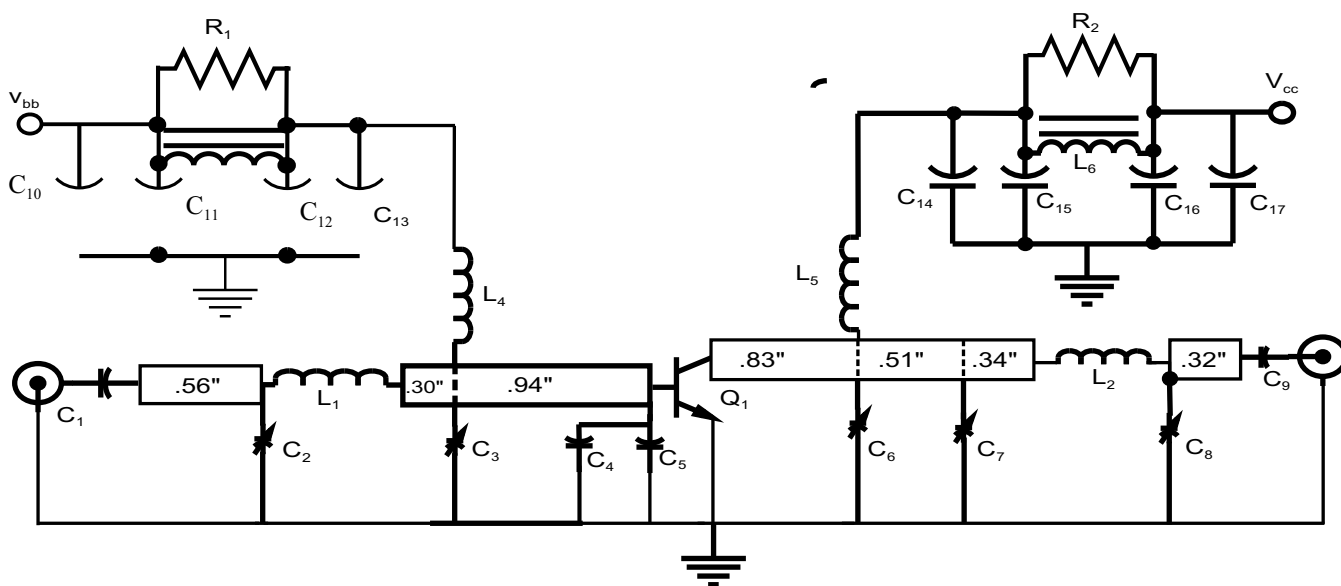 R1
R2
vbb
Vcc
C10
C11
C12
C13
L6
C14
C15
C16
C17
L4
L5
.56"
L1
.30"
.94"
Q1
.83"
.51"
.34"
L2
.32"
C1
C2
C3
C4
C5
C6
C7
C8
C9